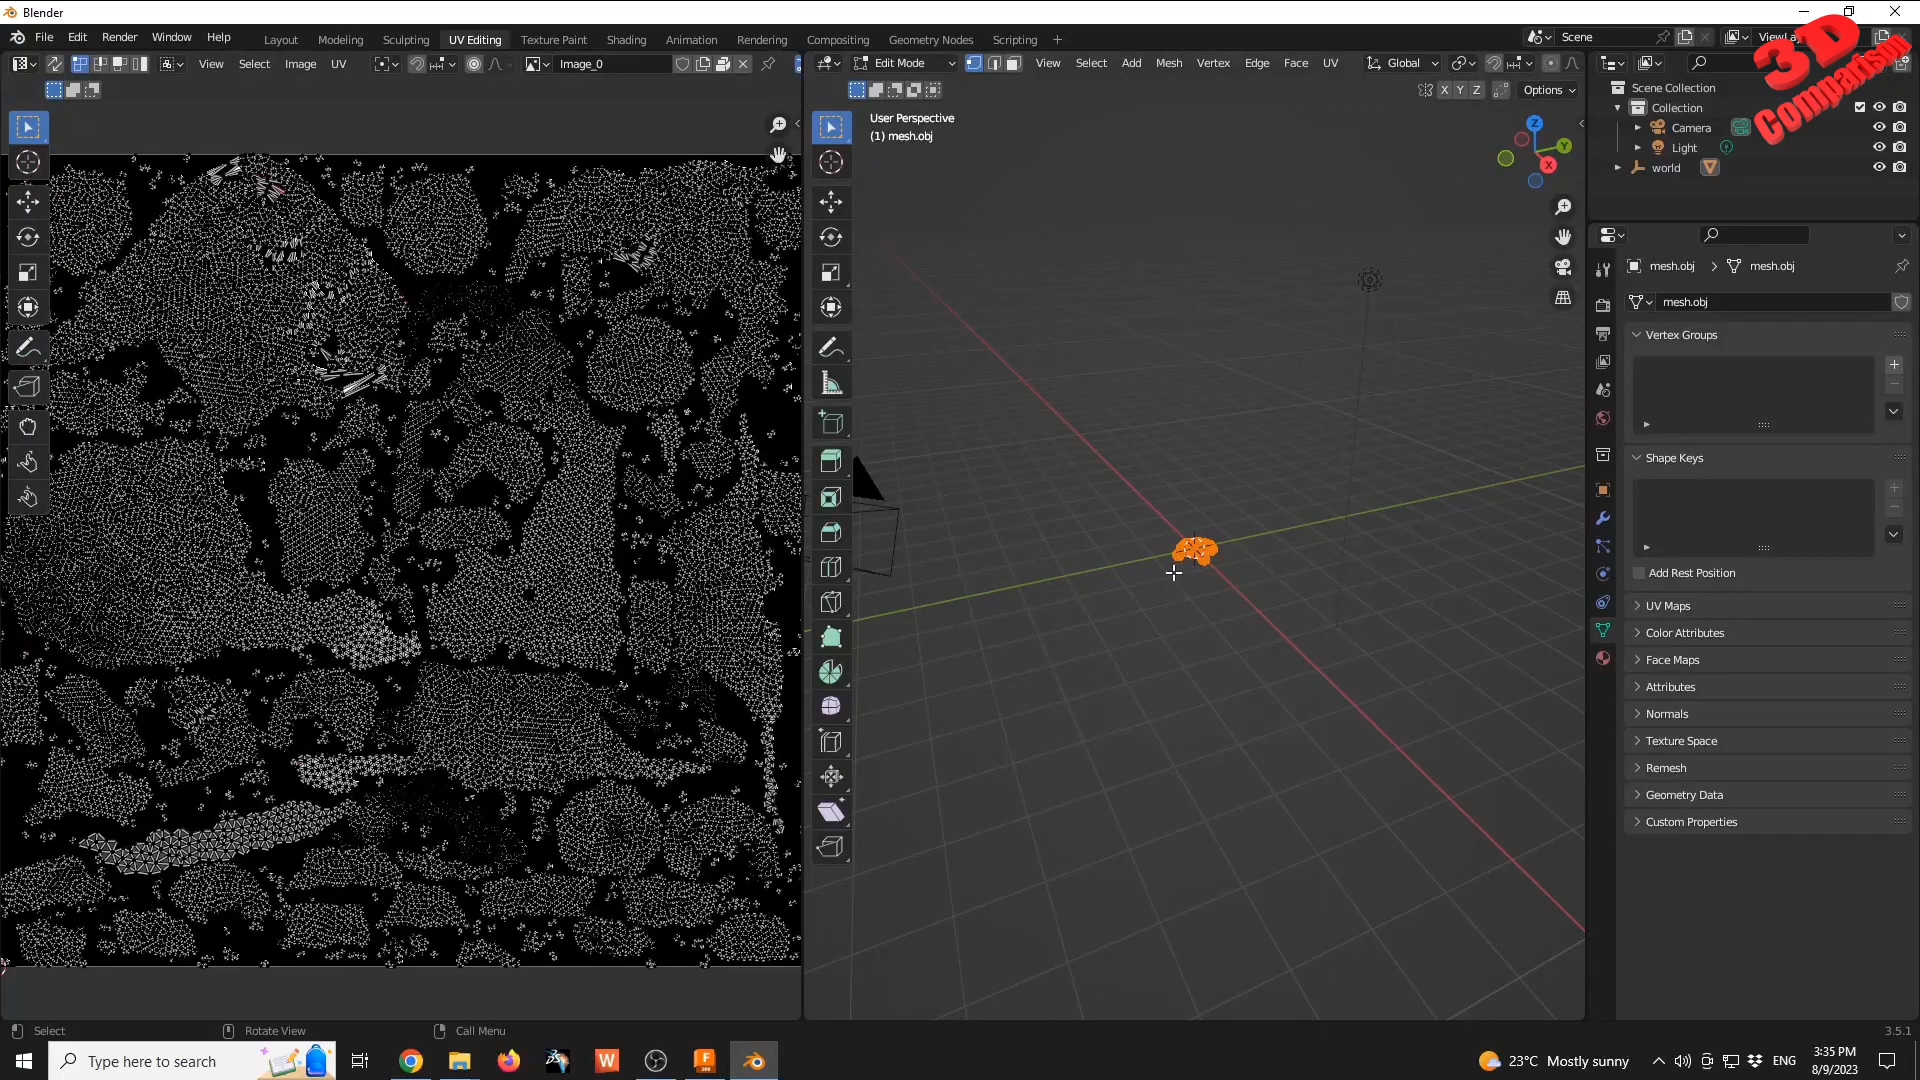 Blender
File Edit Render Window Help Layout Modeling Sculpting UV Editing Texture Paint Shading Animation Rendering Compositing Geometry Nodes Scripting + Scene
View Select Image UV Image_0
Edit Mode View Select Add Mesh Vertex Edge Face UV Global
X Y Z Options
User Perspective
(1) mesh.obj
Z
Y
X
3D
Comparism
Scene Collection
Collection
Camera
Light
world
mesh.obj > mesh.obj
mesh.obj
Vertex Groups
Shape Keys
Add Rest Position
UV Maps
Color Attributes
Face Maps
Attributes
Normals
Texture Space
Remesh
Geometry Data
Custom Properties
Select Rotate View Call Menu 3.5.1
Type here to search
23°C Mostly sunny ENG
3:35 PM
8/9/2023